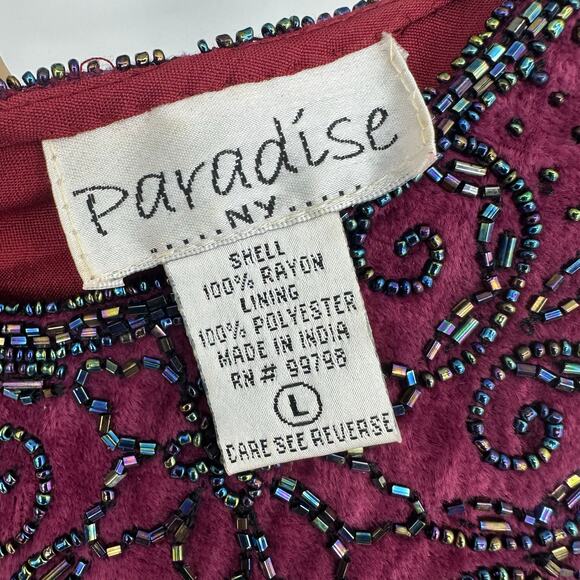 Paradise
.....NY.....
SHELL
100% RAYON
LINING
100% POLYESTER
MADE IN INDIA
RN# 99798
L
CARE SEE REVERSE